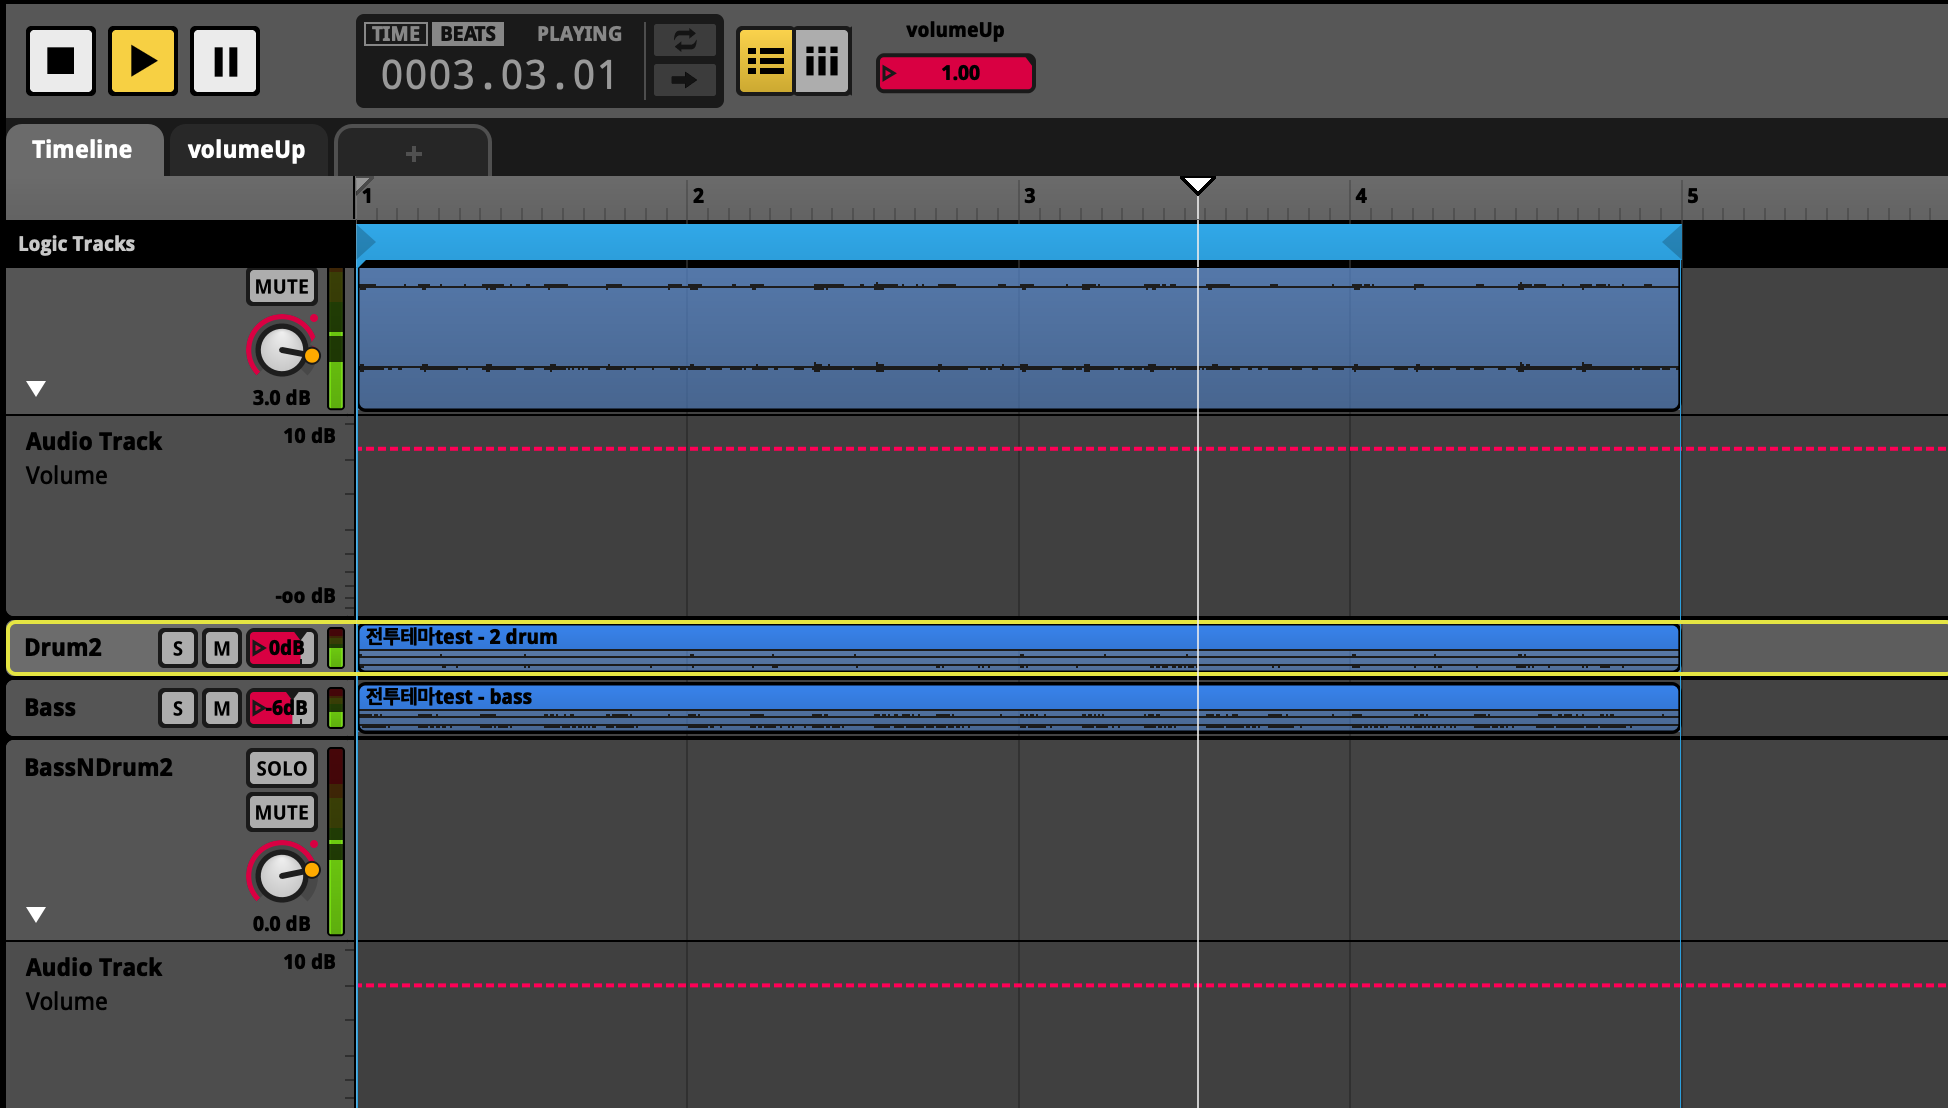 TIME BEATS PLAYING
0003.03.01
volumeUp
1.00
Timeline
volumeUp
+
1 2 3 4 5
Logic Tracks
MUTE
3.0 dB
Audio Track
10 dB
Volume
-oo dB
Drum2 S M 0dB
전투테마test - 2 drum
Bass S M -6dB
전투테마test - bass
BassNDrum2
SOLO
MUTE
0.0 dB
Audio Track
10 dB
Volume